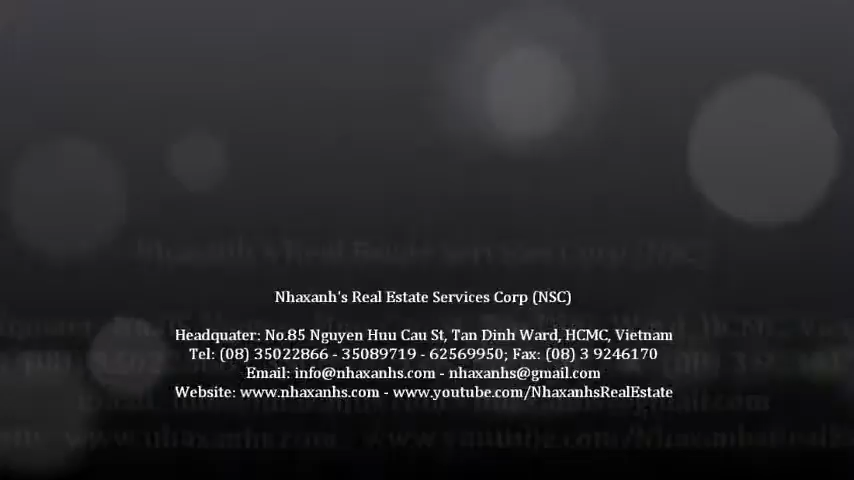 Nhaxanh's Real Estate Services Corp (NSC)
Headquater: No.85 Nguyen Huu Cau St, Tan Dinh Ward, HCMC, Vietnam
Tel: (08) 35022866 - 35089719 - 62569950; Fax: (08) 3 9246170
Email: info@nhaxanhs.com - nhaxanhs@gmail.com
Website: www.nhaxanhs.com - www.youtube.com/NhaxanhsRealEstate